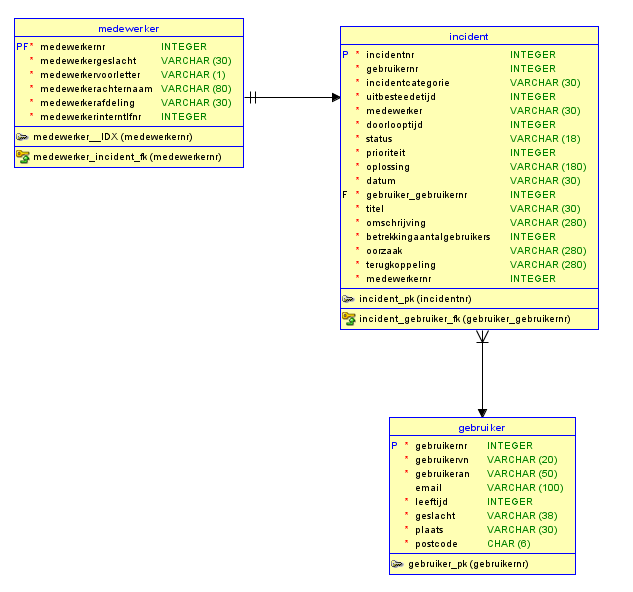 medewerker
PF * medewerkernr INTEGER
* medewerkergeslacht VARCHAR (30)
* medewerkervoorletter VARCHAR (1)
* medewerkerachternaam VARCHAR (80)
* medewerkerafdeling VARCHAR (30)
* medewerkerinterntlfnr INTEGER
medewerker__IDX (medewerkernr)
medewerker_incident_fk (medewerkernr)
incident
P * incidentnr INTEGER
* gebruikernr INTEGER
* incidentcategorie VARCHAR (30)
* uitbesteedetijd INTEGER
* medewerker VARCHAR (30)
* doorlooptijd INTEGER
* status VARCHAR (18)
* prioriteit INTEGER
* oplossing VARCHAR (180)
* datum VARCHAR (30)
F * gebruiker_gebruikernr INTEGER
* titel VARCHAR (30)
* omschrijving VARCHAR (280)
* betrekkingaantalgebruikers INTEGER
* oorzaak VARCHAR (280)
* terugkoppeling VARCHAR (280)
* medewerkernr INTEGER
incident_pk (incidentnr)
incident_gebruiker_fk (gebruiker_gebruikernr)
gebruiker
P * gebruikernr INTEGER
* gebruikervn VARCHAR (20)
* gebruikeran VARCHAR (50)
email VARCHAR (100)
* leeftijd INTEGER
* geslacht VARCHAR (38)
* plaats VARCHAR (30)
* postcode CHAR (6)
gebruiker_pk (gebruikernr)